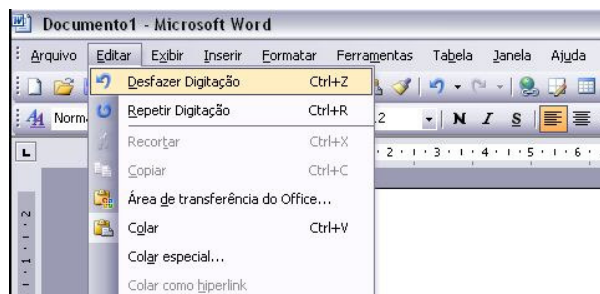 Documento1 - Microsoft Word
Arquivo Editar Exibir Inserir Formatar Ferramentas Tabela Janela Ajuda
Desfazer Digitação Ctrl+Z
Repetir Digitação Ctrl+R
Norm .2 N I S
Recortar Ctrl+X
2 3 4 5 6
Copiar Ctrl+C
Área de transferência do Office...
Colar Ctrl+V
Colar especial...
Colar como hiperlink
2
1